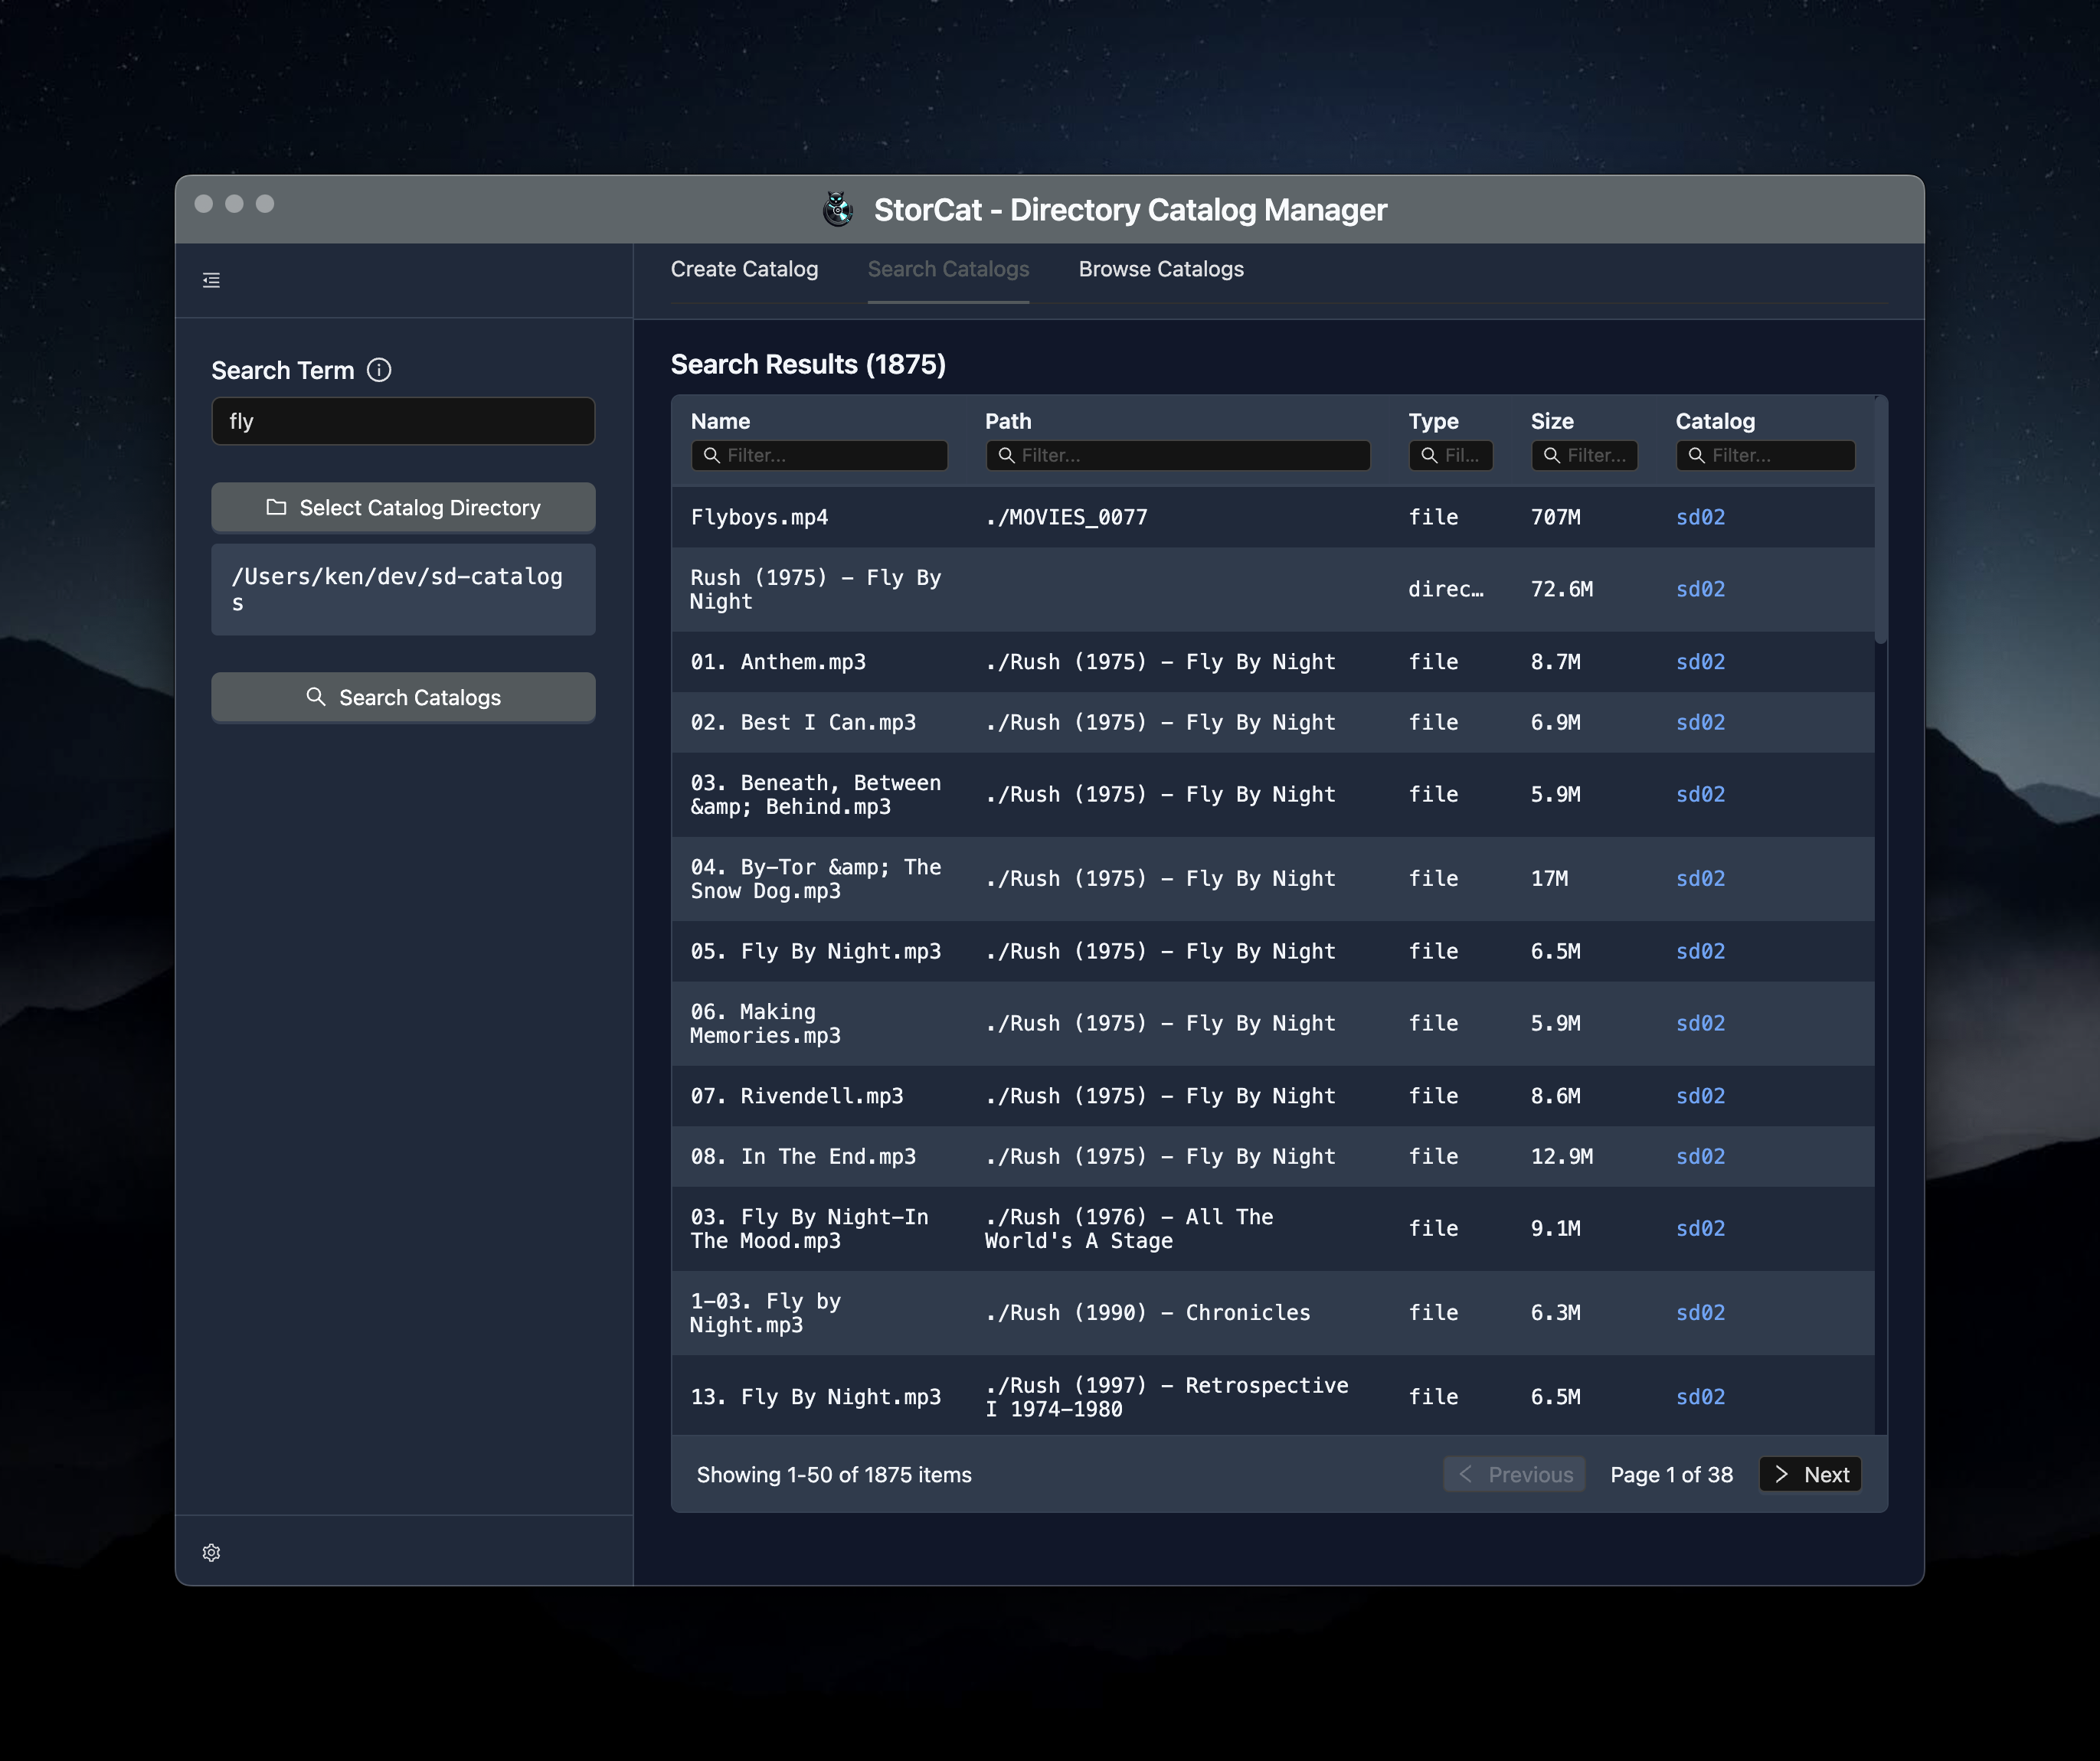 StorCat - Directory Catalog Manager
Create Catalog
Search Catalogs
Browse Catalogs
Search Term
fly
Select Catalog Directory
/Users/ken/dev/sd-catalog
s
Search Catalogs
Search Results (1875)
Name Path Type Size Catalog
Filter... Filter... Fil... Filter... Filter...
Flyboys.mp4 ./MOVIES_0077 file 707M sd02
Rush (1975) – Fly By
Night direc… 72.6M sd02
01. Anthem.mp3 ./Rush (1975) – Fly By Night file 8.7M sd02
02. Best I Can.mp3 ./Rush (1975) – Fly By Night file 6.9M sd02
03. Beneath, Between
&amp; Behind.mp3 ./Rush (1975) – Fly By Night file 5.9M sd02
04. By–Tor &amp; The
Snow Dog.mp3 ./Rush (1975) – Fly By Night file 17M sd02
05. Fly By Night.mp3 ./Rush (1975) – Fly By Night file 6.5M sd02
06. Making
Memories.mp3 ./Rush (1975) – Fly By Night file 5.9M sd02
07. Rivendell.mp3 ./Rush (1975) – Fly By Night file 8.6M sd02
08. In The End.mp3 ./Rush (1975) – Fly By Night file 12.9M sd02
03. Fly By Night–In
The Mood.mp3 ./Rush (1976) – All The
World's A Stage file 9.1M sd02
1–03. Fly by
Night.mp3 ./Rush (1990) – Chronicles file 6.3M sd02
13. Fly By Night.mp3 ./Rush (1997) – Retrospective
I 1974–1980 file 6.5M sd02
Showing 1-50 of 1875 items
Previous
Page 1 of 38
Next